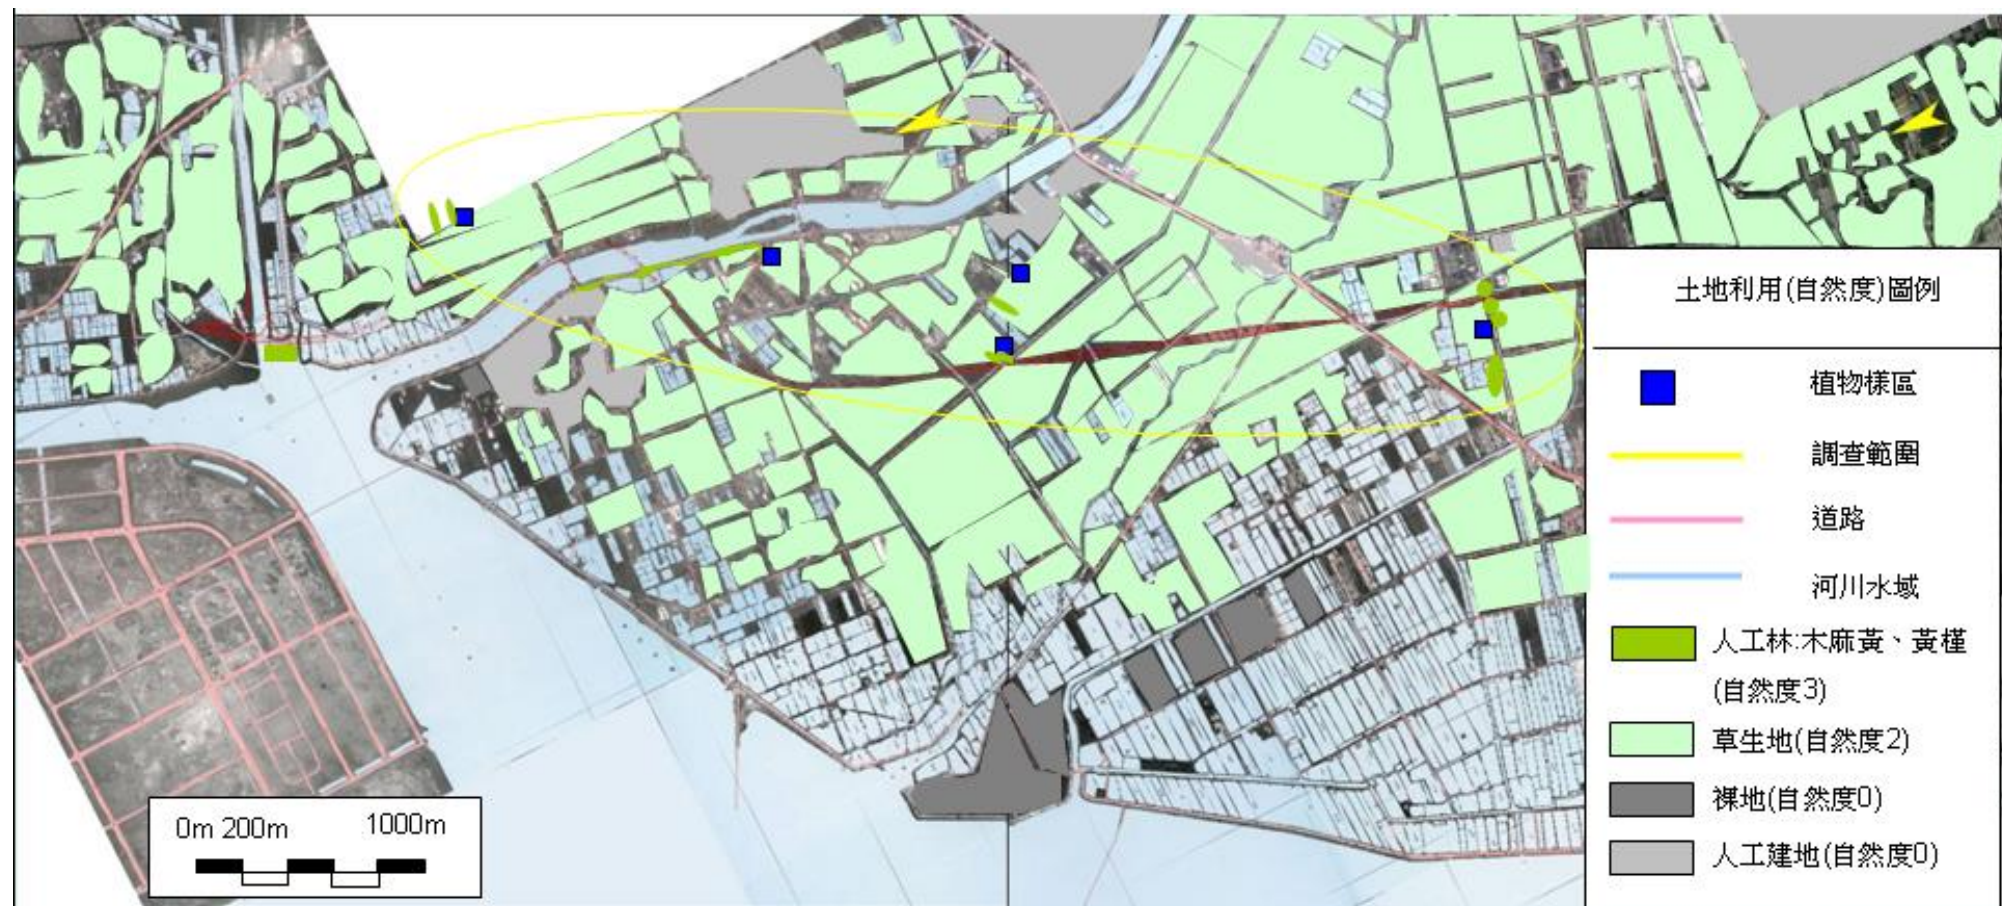 土地利用(自然度)圖例
植物樣區
調查範圍
道路
河川水域
人工林:木麻黃、黃槿
(自然度3)
草生地(自然度2)
裸地(自然度0)
人工建地(自然度0)
0m 200m 1000m